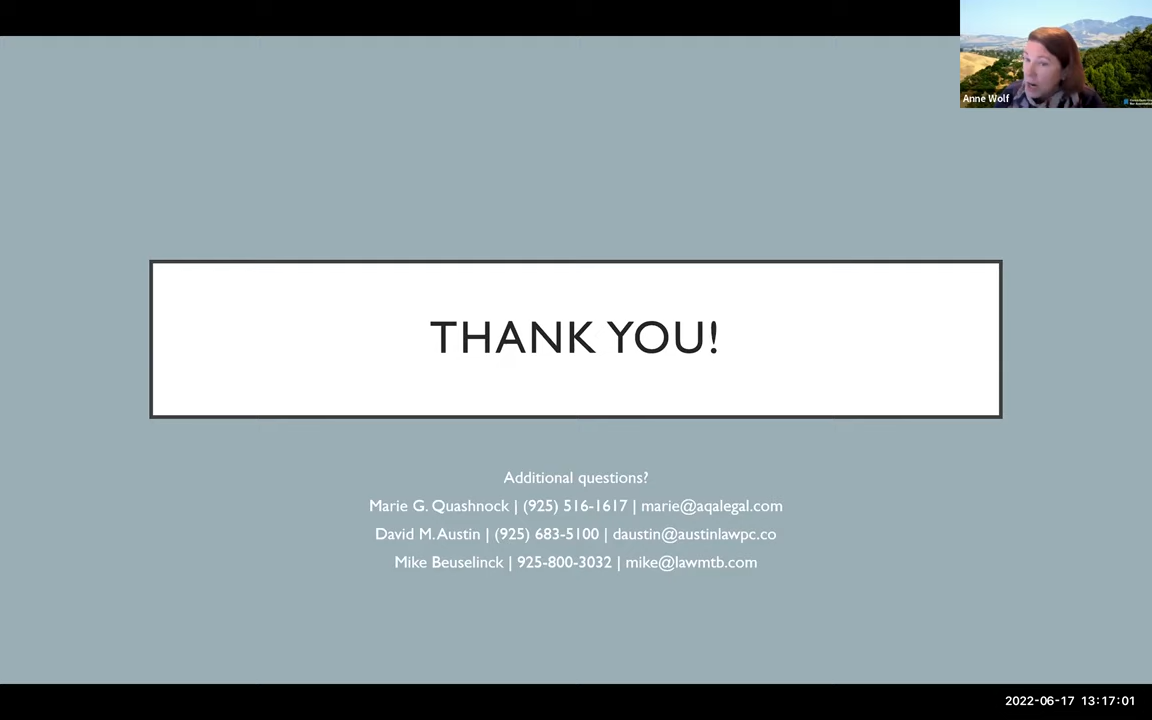 Anne Wolf
THANK YOU!
Additional questions?
Marie G. Quashnock | (925) 516-1617 | marie@aqalegal.com
David M. Austin | (925) 683-5100 | daustin@austinlawpc.co
Mike Beuselinck | 925-800-3032 | mike@lawmtb.com
2022-06-17 13:17:01